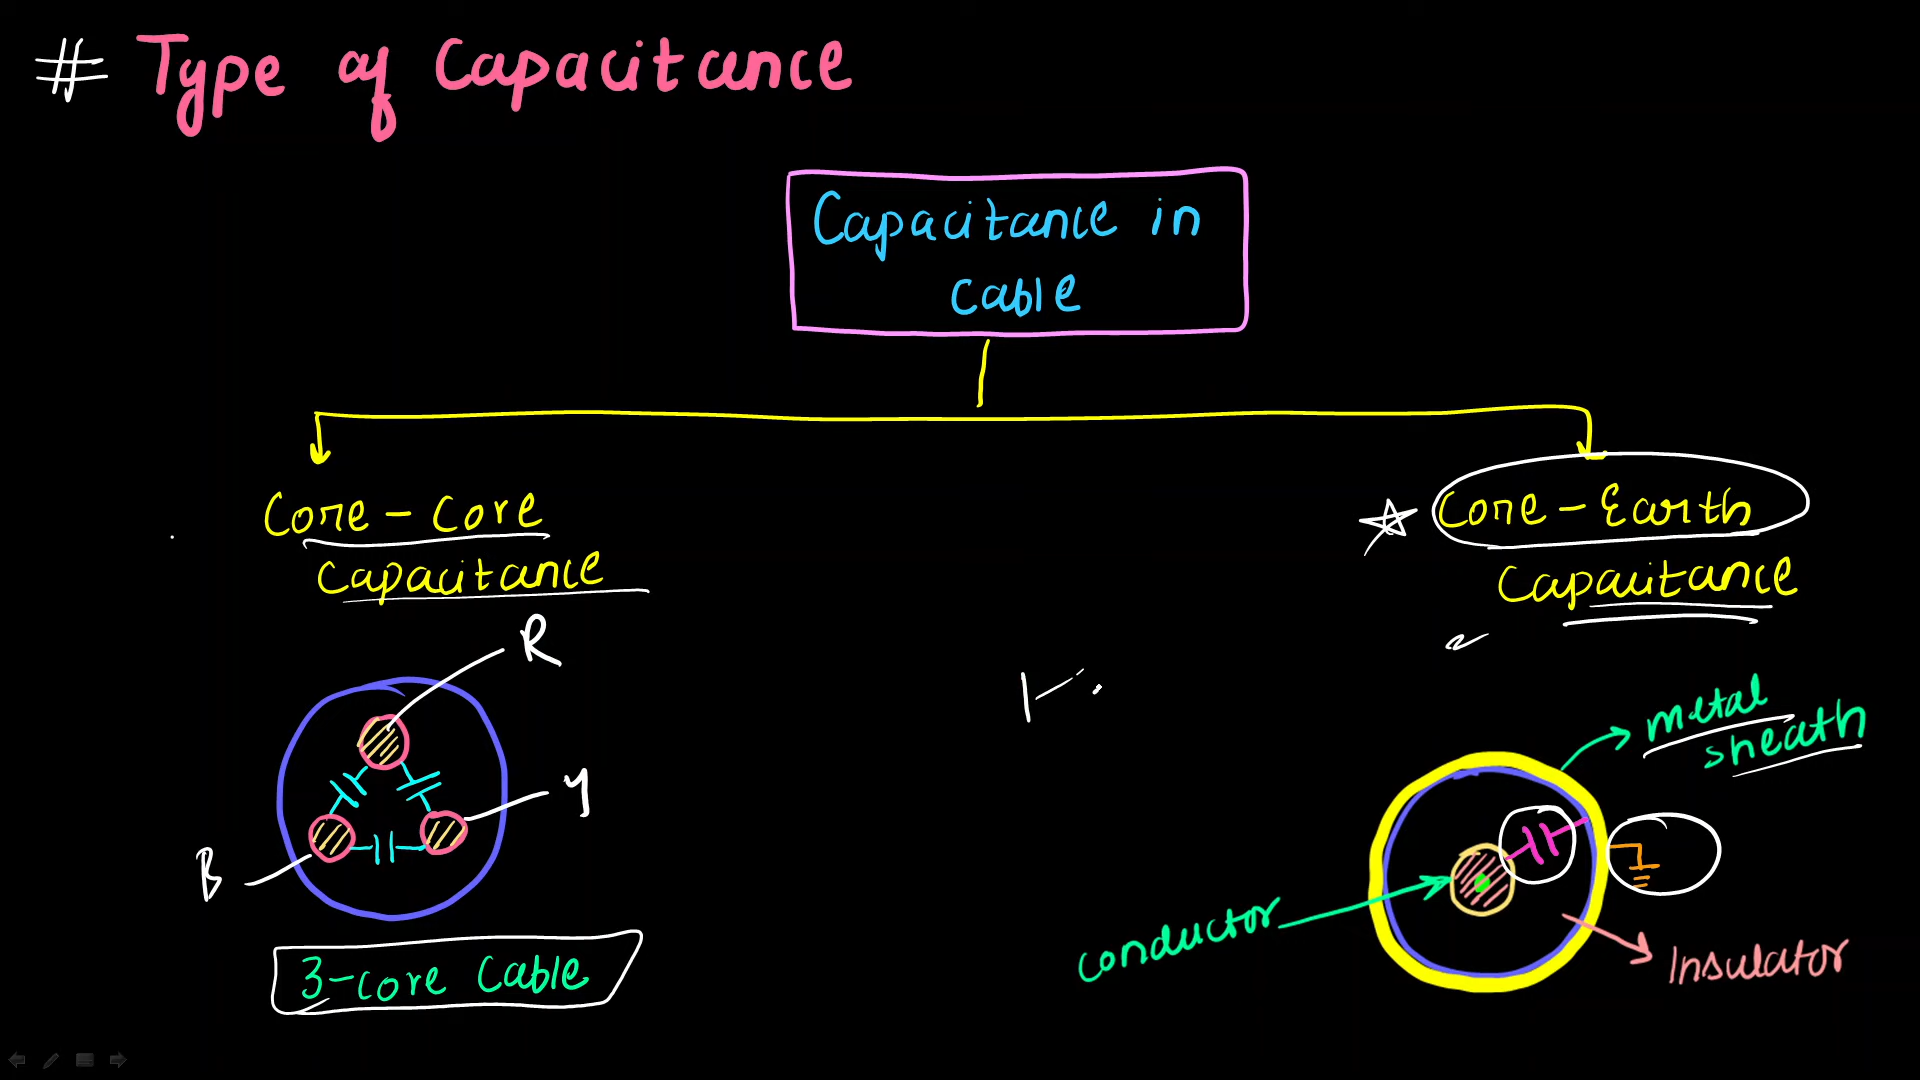 # Type of Capacitance
Capacitance in
Cable
Core-Core
Capacitance
Core-Earth
Capacitance
R
Y
B
3-core Cable
metal
sheath
conductor
Insulator